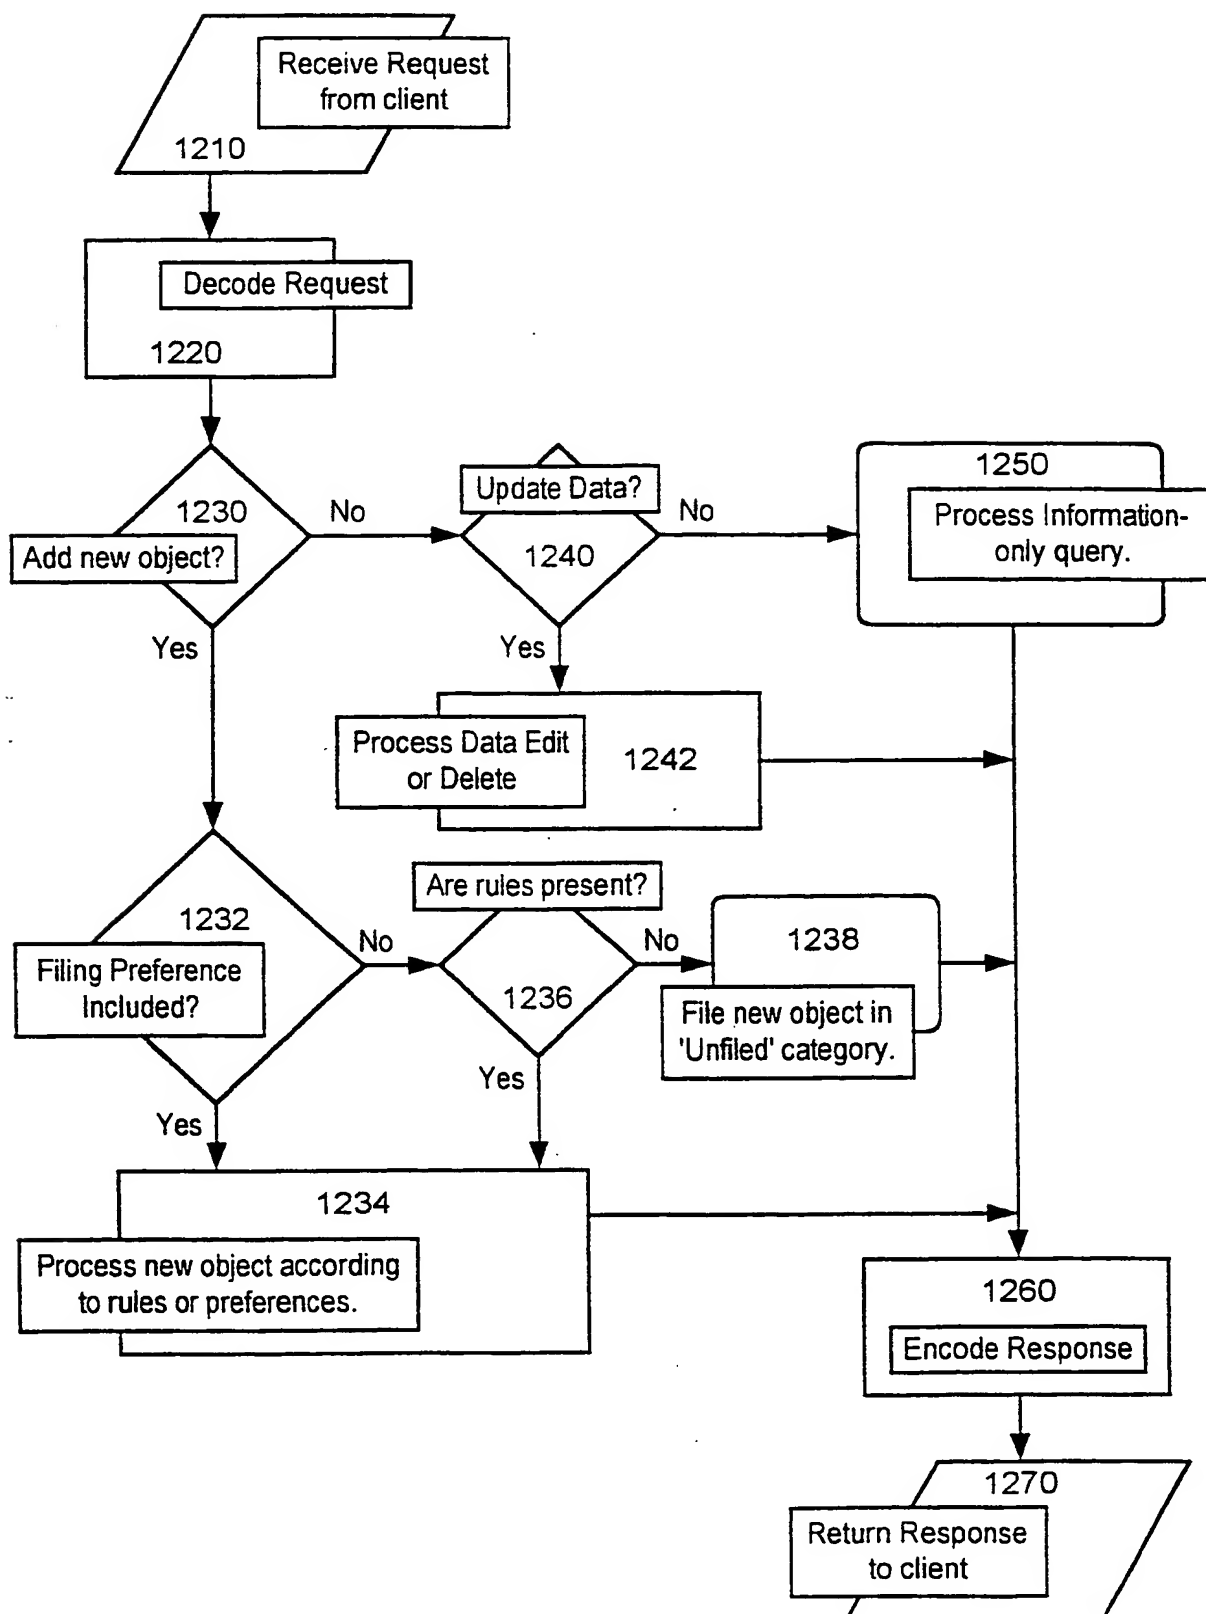 Receive Request
from client
1210
Decode Request
1220
1230
Add new object?
No
Update Data?
1240
No
1250
Process Information-
only query.
Yes
Yes
Process Data Edit
or Delete
1242
1232
Filing Preference
Included?
No
Are rules present?
1236
No
1238
File new object in
'Unfiled' category.
Yes
Yes
1234
Process new object according
to rules or preferences.
1260
Encode Response
1270
Return Response
to client